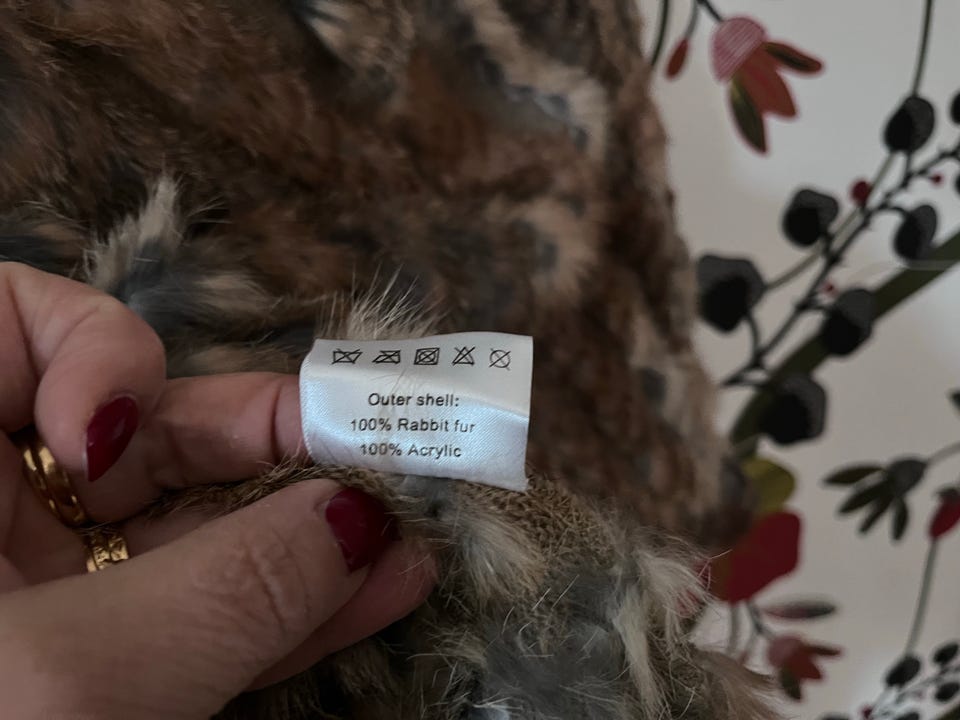 Outer shell:
100% Rabbit fur
100% Acrylic